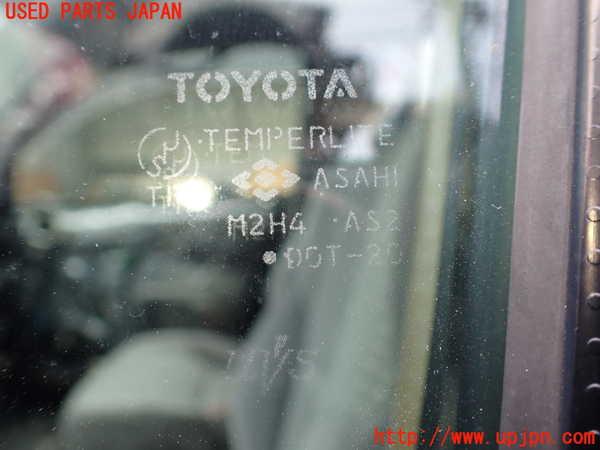 USED PARTS JAPAN
TOYOTA
TEMPERLITE
ASAHI
M2H4 · AS2
DOT-20
http://www.upjpn.com/